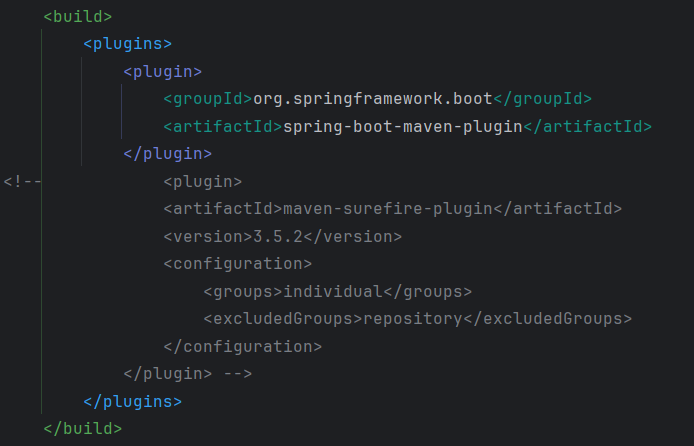 <build>
<plugins>
<plugin>
<groupId>org.springframework.boot</groupId>
<artifactId>spring-boot-maven-plugin</artifactId>
</plugin>
<!-- <plugin>
<artifactId>maven-surefire-plugin</artifactId>
<version>3.5.2</version>
<configuration>
<groups>individual</groups>
<excludedGroups>repository</excludedGroups>
</configuration>
</plugin> -->
</plugins>
</build>